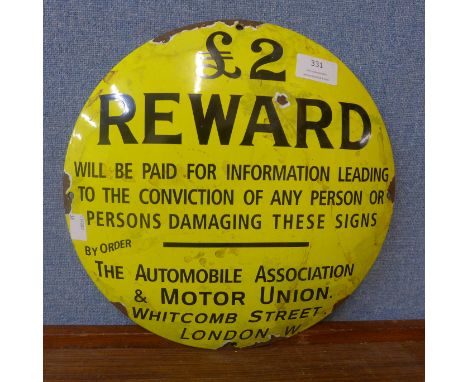 £2
331
REWARD
WILL BE PAID FOR INFORMATION LEADING
TO THE CONVICTION OF ANY PERSON OR
PERSONS DAMAGING THESE SIGNS
BY ORDER
THE AUTOMOBILE ASSOCIATION
& MOTOR UNION.
WHITCOMB STREET,
LONDON, W.